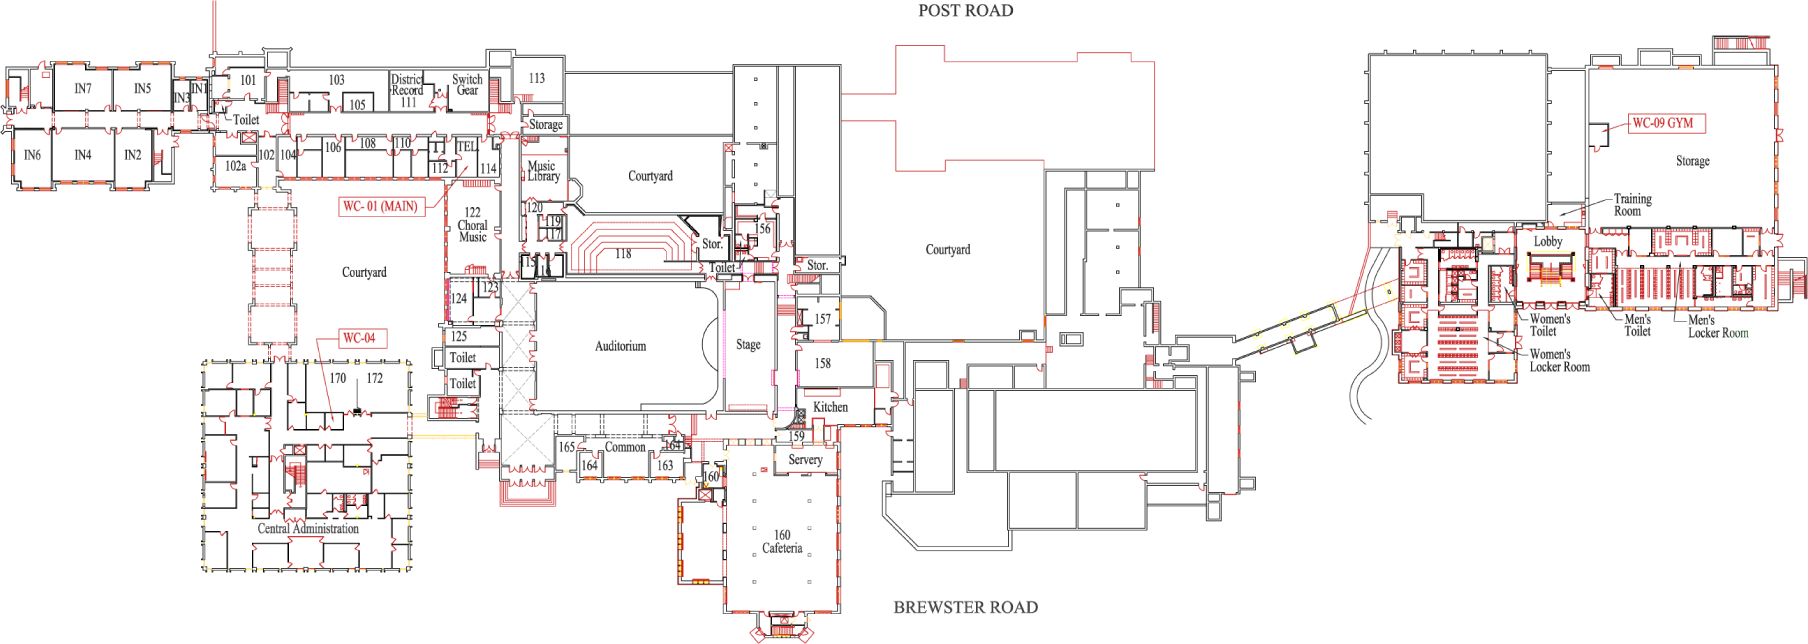 POST ROAD
IN7
IN5
IN3
IN1
101
103
105
District
Record
111
Switch
Gear
113
Toilet
Storage
IN6
IN4
IN2
102a
102
104
106
108
110
112
TEL
114
WC- 01 (MAIN)
Music
Library
Courtyard
120
119
117
156
122
Choral
Music
118
Stor.
Toilet
Stor.
Courtyard
Courtyard
123
124
125
Toilet
Toilet
Auditorium
Stage
157
158
Kitchen
159
Servery
WC-04
170
172
Central Administration
165
164
Common
164
163
160
160
Cafeteria
WC-09 GYM
Storage
Training
Room
Lobby
Women's
Toilet
Men's
Toilet
Men's
Locker Room
Women's
Locker Room
BREWSTER ROAD